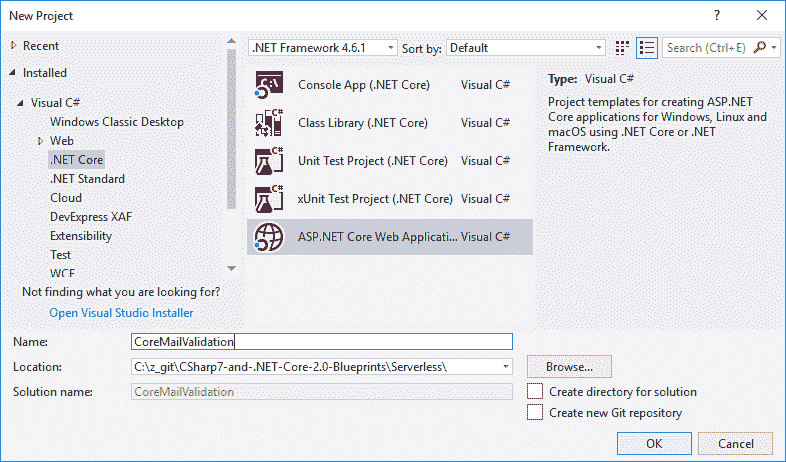 New Project
Recent
Installed
Visual C#
Windows Classic Desktop
Web
.NET Core
.NET Standard
Cloud
DevExpress XAF
Extensibility
Test
WCF
Not finding what you are looking for?
Open Visual Studio Installer
.NET Framework 4.6.1 Sort by: Default Search (Ctrl+E)
Console App (.NET Core) Visual C#
Class Library (.NET Core) Visual C#
Unit Test Project (.NET Core) Visual C#
xUnit Test Project (.NET Core) Visual C#
ASP.NET Core Web Applicati... Visual C#
Type: Visual C#
Project templates for creating ASP.NET
Core applications for Windows, Linux and
macOS using .NET Core or .NET
Framework.
Name: CoreMailValidation
Location: C:\z_git\CSharp7-and-.NET-Core-2.0-Blueprints\Serverless\ Browse...
Solution name: CoreMailValidation
Create directory for solution
Create new Git repository
OK Cancel